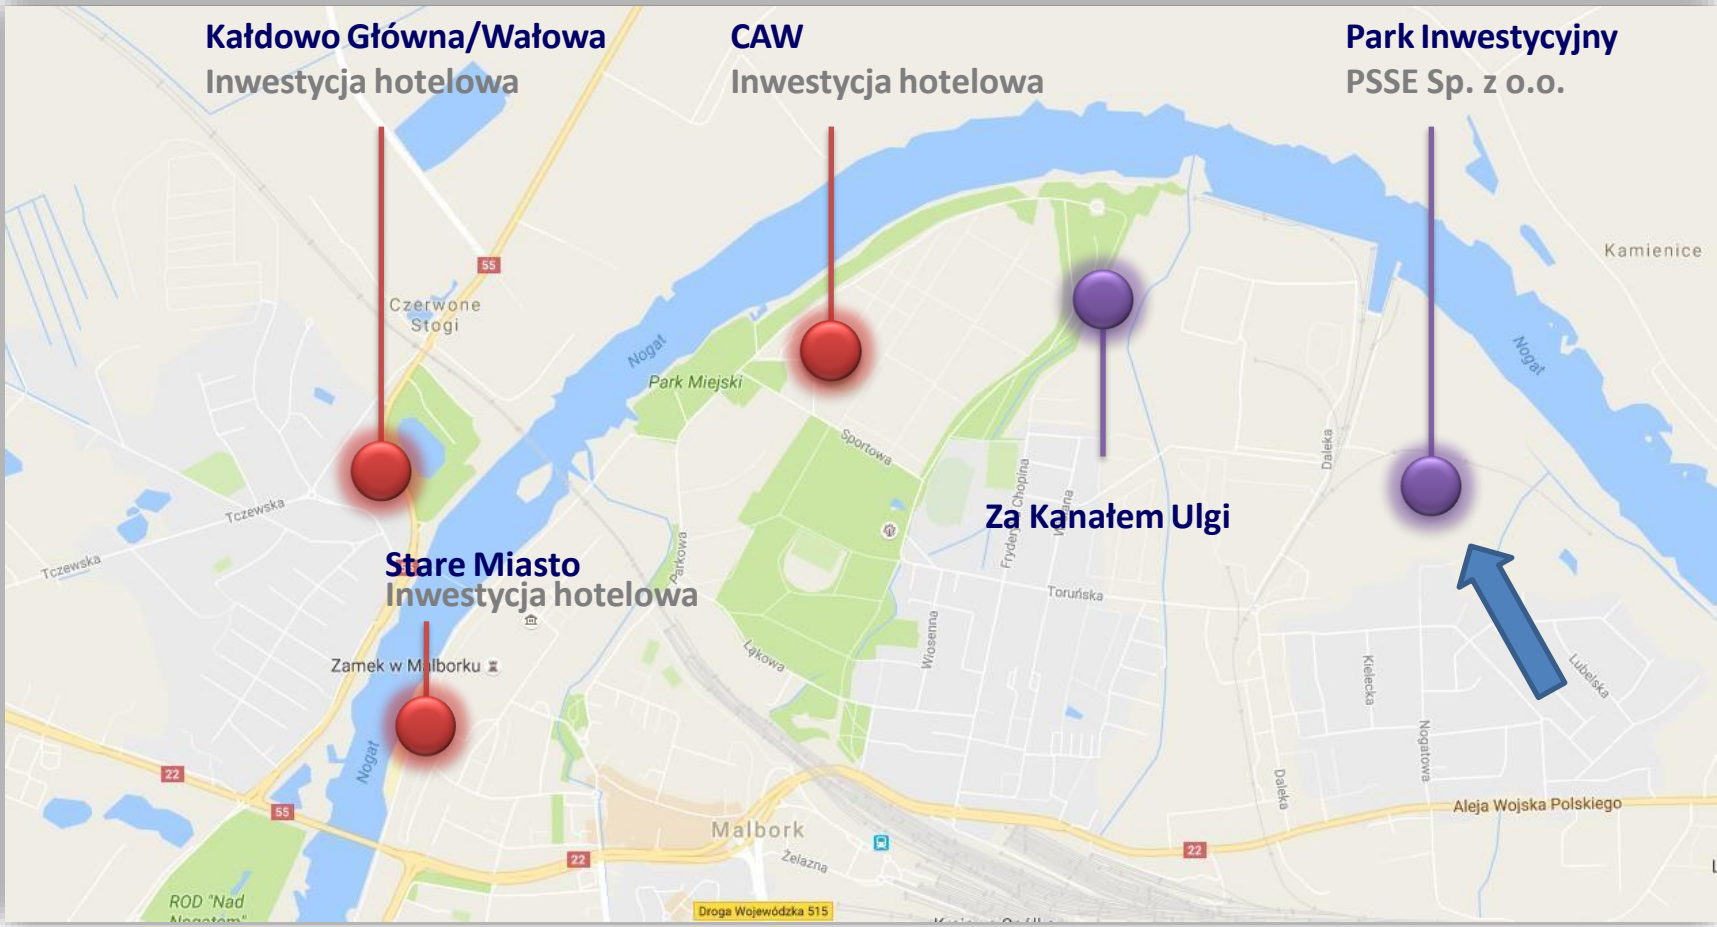 Kałdowo Główna/Wałowa
Inwestycja hotelowa
CAW
Inwestycja hotelowa
Park Inwestycyjny
PSSE Sp. z o.o.
Kamienice
55
Czerwone
Stogi
Nogat
Nogat
Park Miejski
Sportowa
Daleka
Fryderyka Chopina
Tczewska
Za Kanałem Ulgi
Tczewska
Parkowa
Stare Miasto
Inwestycja hotelowa
Toruńska
Wiosenna
Łąkowa
Zamek w Malborku
Kielecka
Lubelska
Nogat
Nogatowa
22
55
Daleka
Aleja Wojska Polskiego
Malbork
22
22
Żelazna
ROD "Nad
Nogatem"
Droga Wojewódzka 515